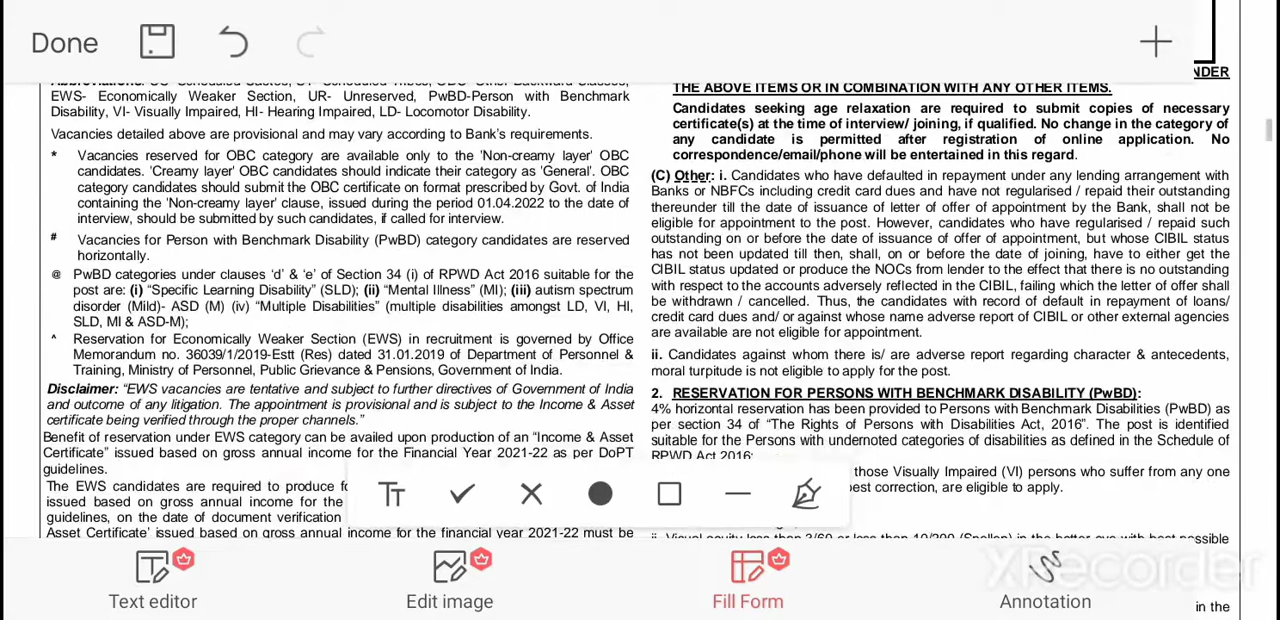 Done
NDER
EWS- Economically Weaker Section, UR- Unreserved, PwBD-Person with Benchmark
Disability, VI- Visually Impaired, HI- Hearing Impaired, LD- Locomotor Disability.
Vacancies detailed above are provisional and may vary according to Bank's requirements.
* Vacancies reserved for OBC category are available only to the 'Non-creamy layer' OBC
candidates. 'Creamy layer' OBC candidates should indicate their category as 'General'. OBC
category candidates should submit the OBC certificate on format prescribed by Govt. of India
containing the 'Non-creamy layer' clause, issued during the period 01.04.2022 to the date of
interview, should be submitted by such candidates, if called for interview.
# Vacancies for Person with Benchmark Disability (PwBD) category candidates are reserved
horizontally.
@ PwBD categories under clauses 'd' & 'e' of Section 34 (i) of RPWD Act 2016 suitable for the
post are: (i) “Specific Learning Disability” (SLD); (ii) “Mental Illness” (MI); (iii) autism spectrum
disorder (Mild)- ASD (M) (iv) “Multiple Disabilities” (multiple disabilities amongst LD, VI, HI,
SLD, MI & ASD-M);
^ Reservation for Economically Weaker Section (EWS) in recruitment is governed by Office
Memorandum no. 36039/1/2019-Estt (Res) dated 31.01.2019 of Department of Personnel &
Training, Ministry of Personnel, Public Grievance & Pensions, Government of India.
Disclaimer: “EWS vacancies are tentative and subject to further directives of Government of India
and outcome of any litigation. The appointment is provisional and is subject to the Income & Asset
certificate being verified through the proper channels.”
Benefit of reservation under EWS category can be availed upon production of an “Income & Asset
Certificate” issued based on gross annual income for the Financial Year 2021-22 as per DoPT
guidelines.
The EWS candidates are required to produce
issued based on gross annual income for the
guidelines, on the date of document verification
Asset Certificate' issued based on gross annual income for the financial year 2021-22 must be
THE ABOVE ITEMS OR IN COMBINATION WITH ANY OTHER ITEMS.
Candidates seeking age relaxation are required to submit copies of necessary
certificate(s) at the time of interview/ joining, if qualified. No change in the category of
any candidate is permitted after registration of online application. No
correspondence/email/phone will be entertained in this regard.
(C) Other: i. Candidates who have defaulted in repayment under any lending arrangement with
Banks or NBFCs including credit card dues and have not regularised / repaid their outstanding
thereunder till the date of issuance of letter of offer of appointment by the Bank, shall not be
eligible for appointment to the post. However, candidates who have regularised / repaid such
outstanding on or before the date of issuance of offer of appointment, but whose CIBIL status
has not been updated till then, shall, on or before the date of joining, have to either get the
CIBIL status updated or produce the NOCs from lender to the effect that there is no outstanding
with respect to the accounts adversely reflected in the CIBIL, failing which the letter of offer shall
be withdrawn / cancelled. Thus, the candidates with record of default in repayment of loans/
credit card dues and/ or against whose name adverse report of CIBIL or other external agencies
are available are not eligible for appointment.
ii. Candidates against whom there is/ are adverse report regarding character & antecedents,
moral turpitude is not eligible to apply for the post.
2. RESERVATION FOR PERSONS WITH BENCHMARK DISABILITY (PwBD):
4% horizontal reservation has been provided to Persons with Benchmark Disabilities (PwBD) as
per section 34 of “The Rights of Persons with Disabilities Act, 2016”. The post is identified
suitable for the Persons with undernoted categories of disabilities as defined in the Schedule of
RPWD Act 2016:
those Visually Impaired (VI) persons who suffer from any one
best correction, are eligible to apply.
in the
Tт
Text editor
Edit image
Fill Form
Annotation
XRecorder